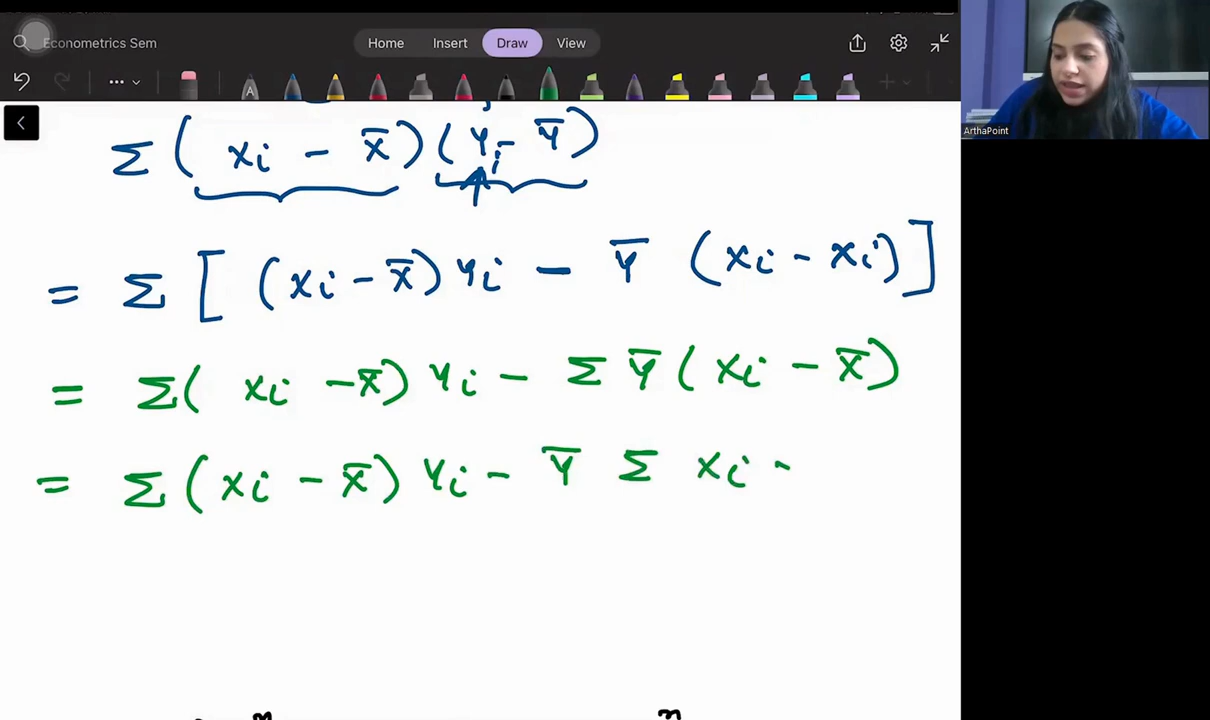 Econometrics Sem
Home Insert Draw View
A
ArthaPoint
Σ ( xi - x̄ ) ( Yi - Ȳ )
= Σ [ (xi - x̄) Yi - Ȳ (xi - xi) ]
= Σ( xi - x̄) Yi - Σ Ȳ ( xi - x̄ )
= Σ (xi - x̄) Yi - Ȳ Σ xi -